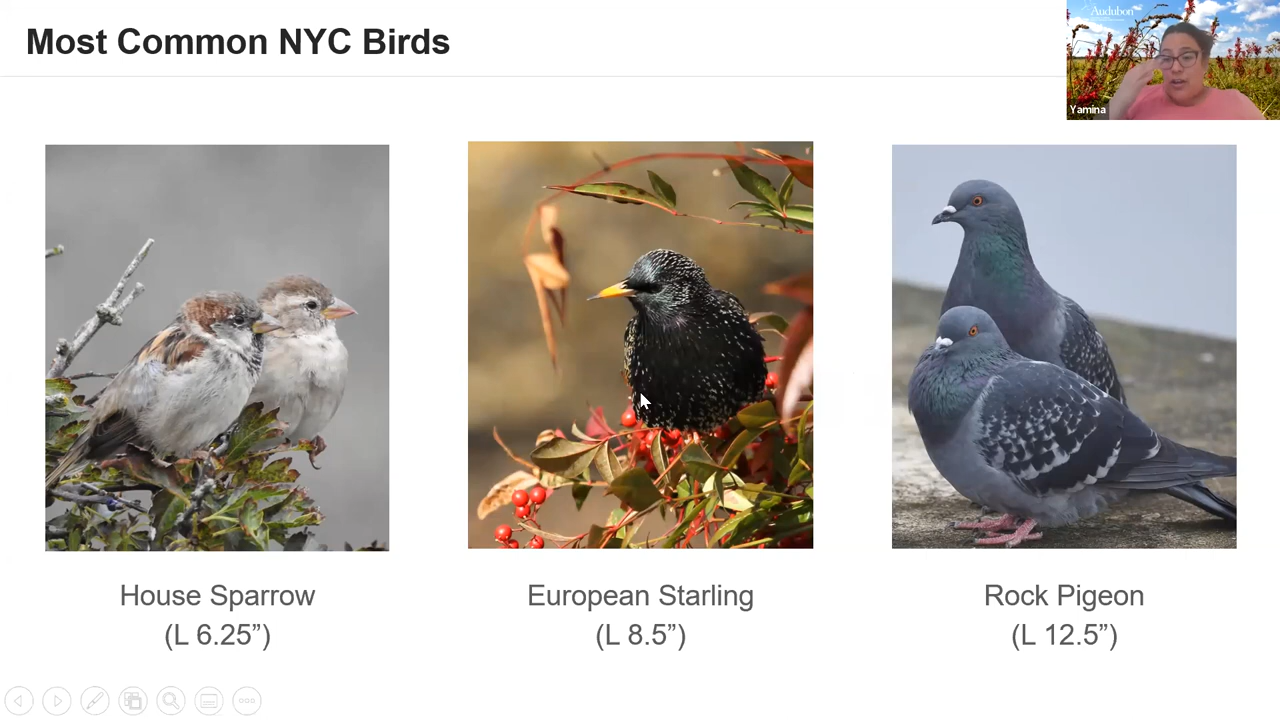 Most Common NYC Birds
Audubon
Yamina
House Sparrow
(L 6.25”)
European Starling
(L 8.5”)
Rock Pigeon
(L 12.5”)